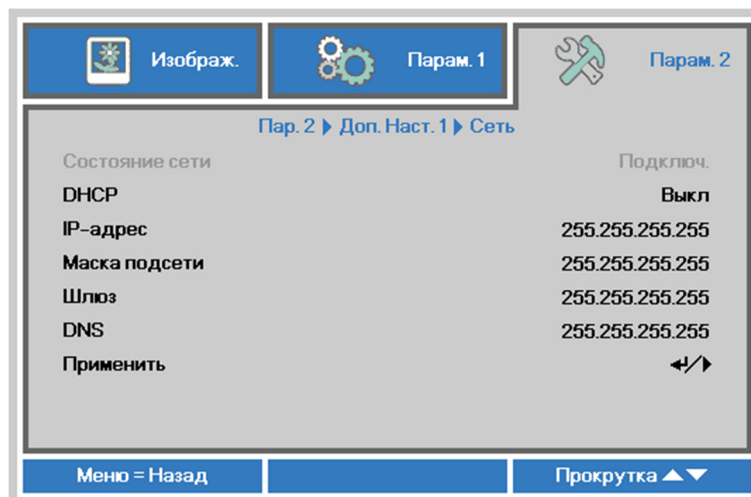 Изображ. Парам. 1 Парам. 2
Пар. 2 ▶ Доп. Наст. 1 ▶ Сеть
Состояние сети Подключ.
DHCP Выкл
IP-адрес 255.255.255.255
Маска подсети 255.255.255.255
Шлюз 255.255.255.255
DNS 255.255.255.255
Применить ↵/▶
Меню = Назад Прокрутка ▲▼